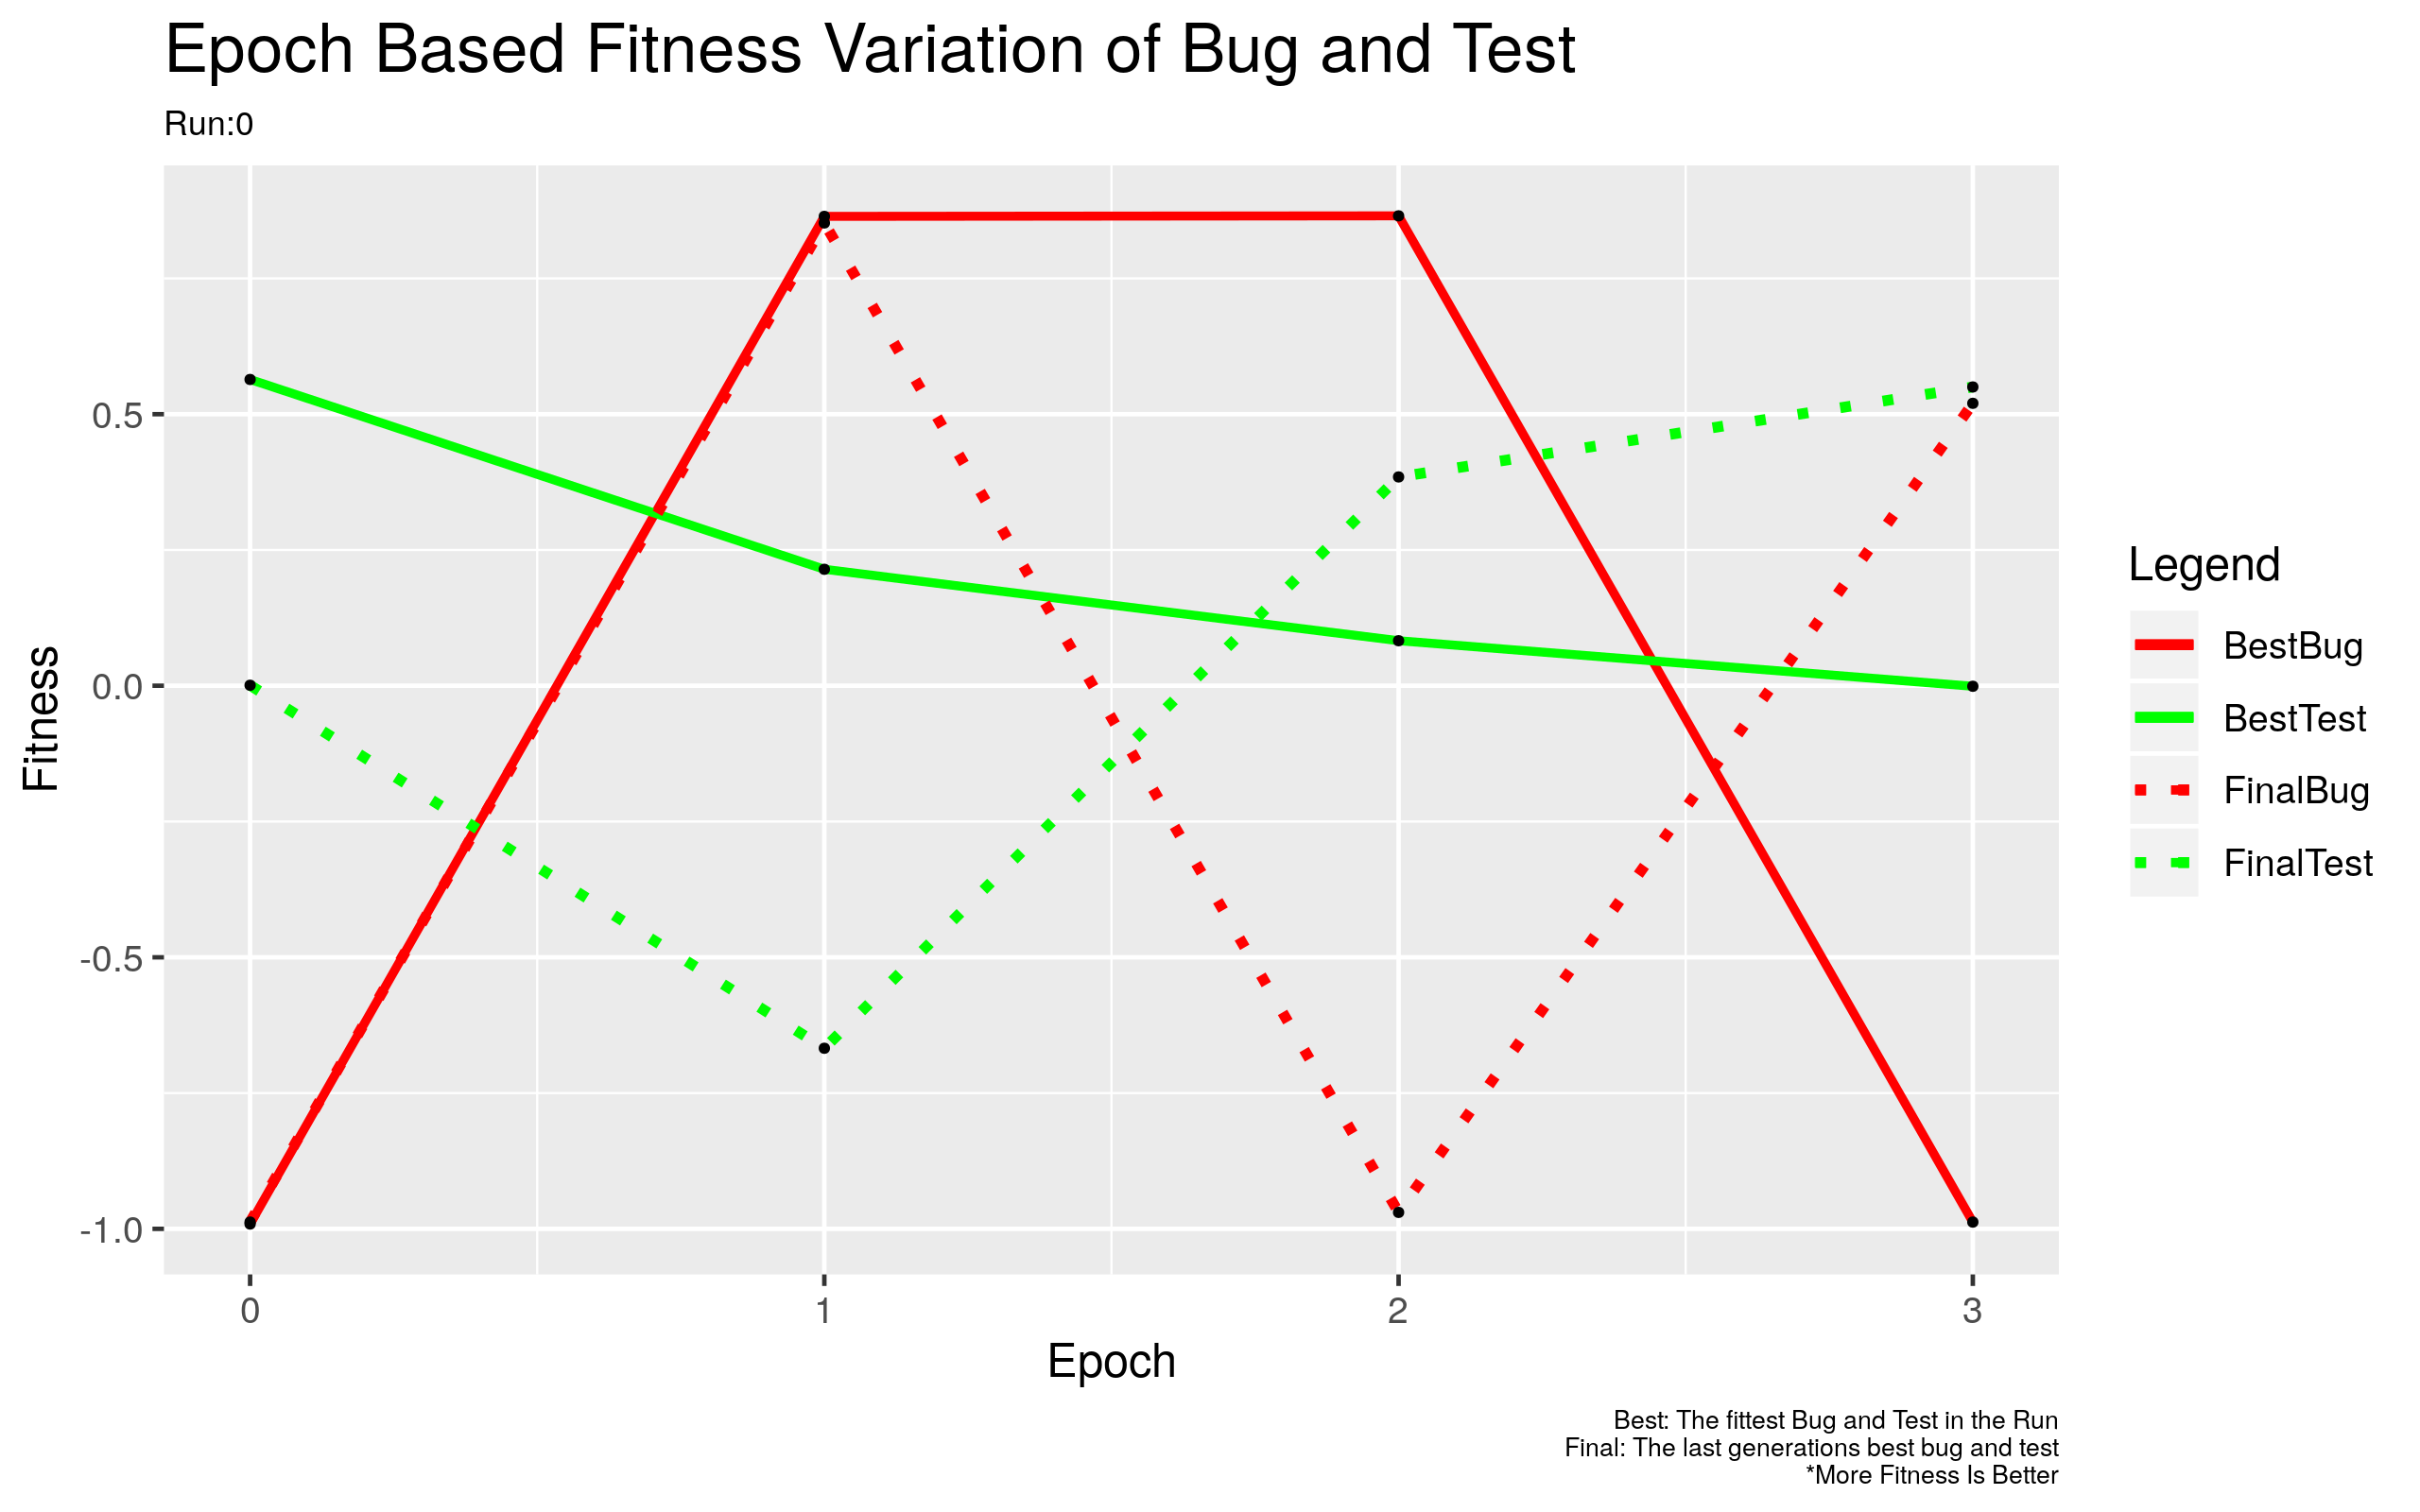 Epoch Based Fitness Variation of Bug and Test
Run:0
Fitness
0.5
0.0
-0.5
-1.0
0
1
2
3
Epoch
Legend
BestBug
BestTest
FinalBug
FinalTest
Best: The fittest Bug and Test in the Run
Final: The last generations best bug and test
*More Fitness Is Better